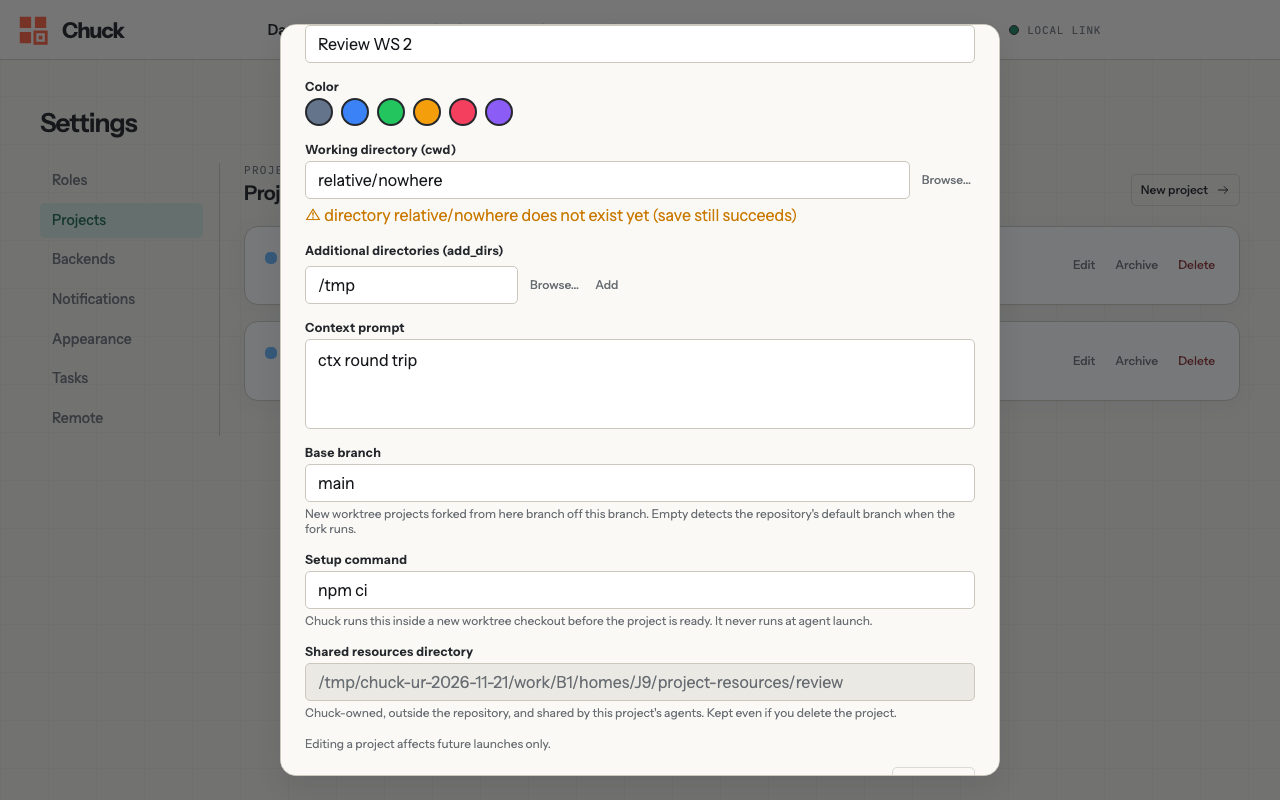 Chuck
LOCAL LINK
Review WS 2
Color
Settings
Working directory (cwd)
relative/nowhere
Browse...
⚠ directory relative/nowhere does not exist yet (save still succeeds)
Additional directories (add_dirs)
/tmp
Browse...
Add
Context prompt
ctx round trip
Base branch
main
New worktree projects forked from here branch off this branch. Empty detects the repository's default branch when the
fork runs.
Setup command
npm ci
Chuck runs this inside a new worktree checkout before the project is ready. It never runs at agent launch.
Shared resources directory
/tmp/chuck-ur-2026-11-21/work/B1/homes/J9/project-resources/review
Chuck-owned, outside the repository, and shared by this project's agents. Kept even if you delete the project.
Editing a project affects future launches only.
Roles
Projects
Backends
Notifications
Appearance
Tasks
Remote
New project →
Edit Archive Delete
Edit Archive Delete